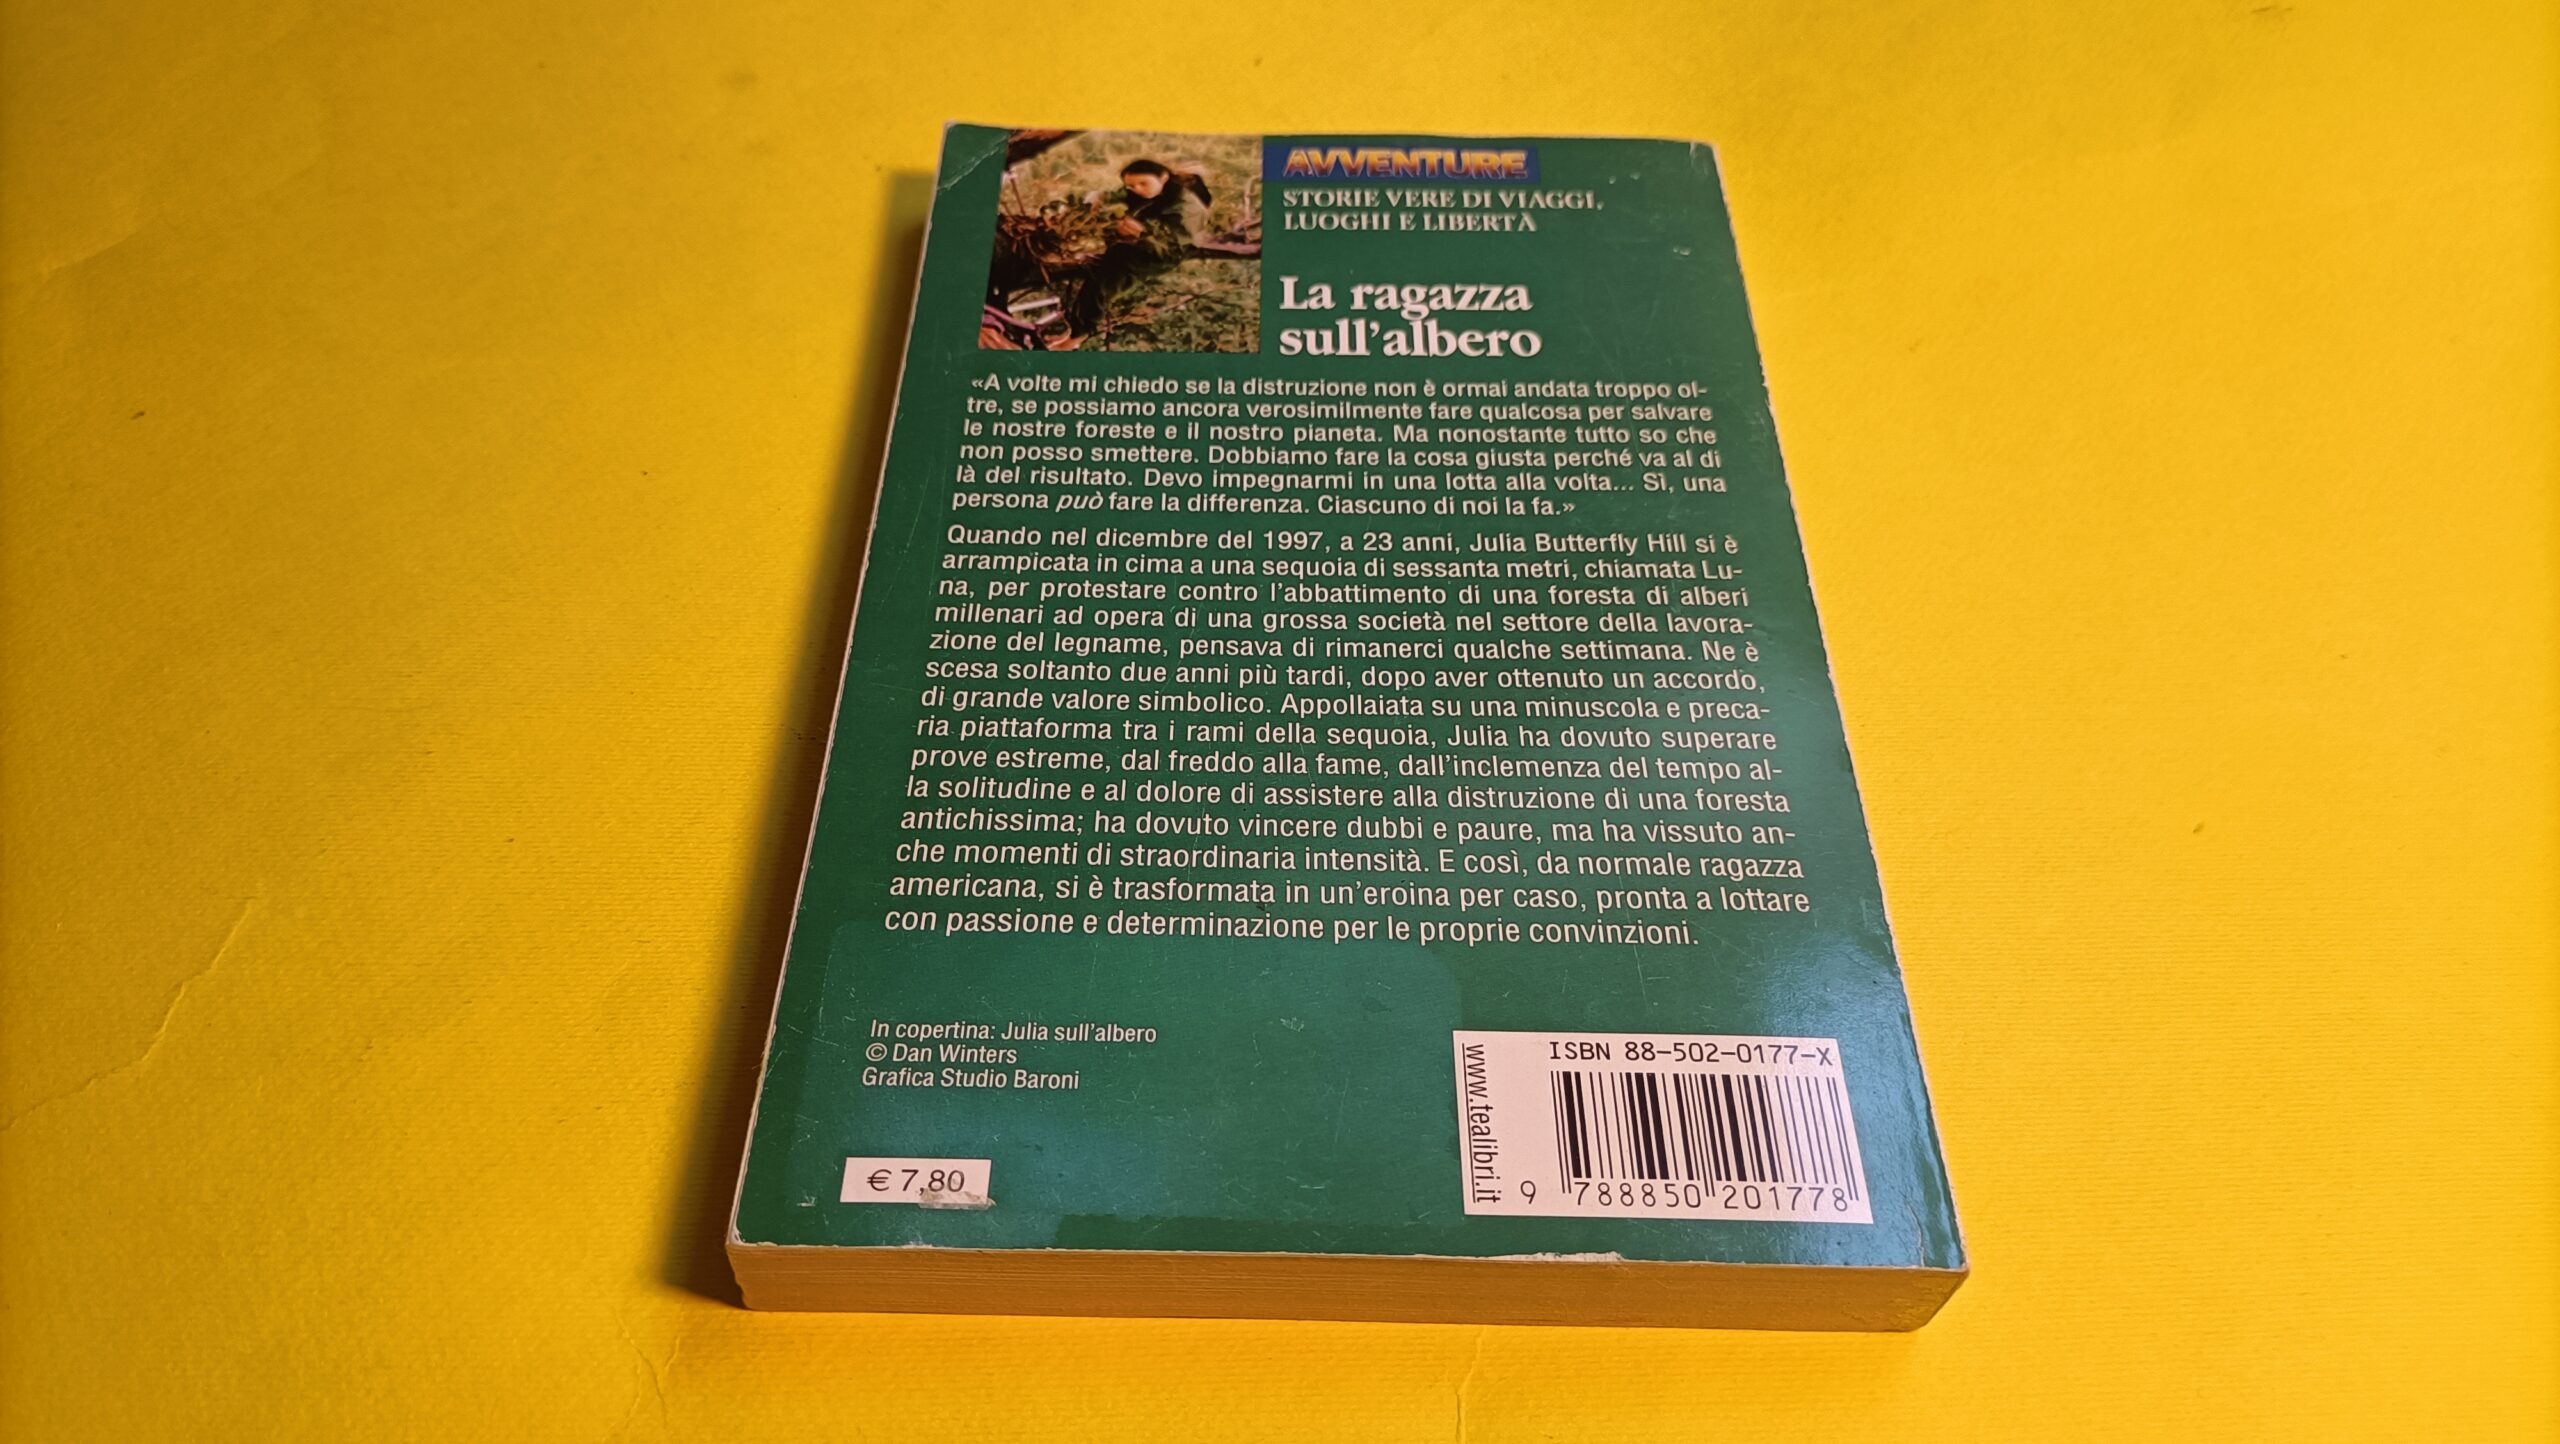 AVVENTURE
STORIE VERE DI VIAGGI,
LUOGHI E LIBERTÀ
La ragazza
sull'albero
«A volte mi chiedo se la distruzione non è ormai andata troppo ol-
tre, se possiamo ancora verosimilmente fare qualcosa per salvare
le nostre foreste e il nostro pianeta. Ma nonostante tutto so che
non posso smettere. Dobbiamo fare la cosa giusta perché va al di
là del risultato. Devo impegnarmi in una lotta alla volta... Sì, una
persona può fare la differenza. Ciascuno di noi la fa.»
Quando nel dicembre del 1997, a 23 anni, Julia Butterfly Hill si è
arrampicata in cima a una sequoia di sessanta metri, chiamata Lu-
na, per protestare contro l'abbattimento di una foresta di alberi
millenari ad opera di una grossa società nel settore della lavora-
zione del legname, pensava di rimanerci qualche settimana. Ne è
scesa soltanto due anni più tardi, dopo aver ottenuto un accordo,
di grande valore simbolico. Appollaiata su una minuscola e preca-
ria piattaforma tra i rami della sequoia, Julia ha dovuto superare
prove estreme, dal freddo alla fame, dall'inclemenza del tempo al-
la solitudine e al dolore di assistere alla distruzione di una foresta
antichissima; ha dovuto vincere dubbi e paure, ma ha vissuto an-
che momenti di straordinaria intensità. E così, da normale ragazza
americana, si è trasformata in un'eroina per caso, pronta a lottare
con passione e determinazione per le proprie convinzioni.
In copertina: Julia sull'albero
© Dan Winters
Grafica Studio Baroni
€ 7,80
www.tealibri.it
ISBN 88-502-0177-X
9 788850 201778